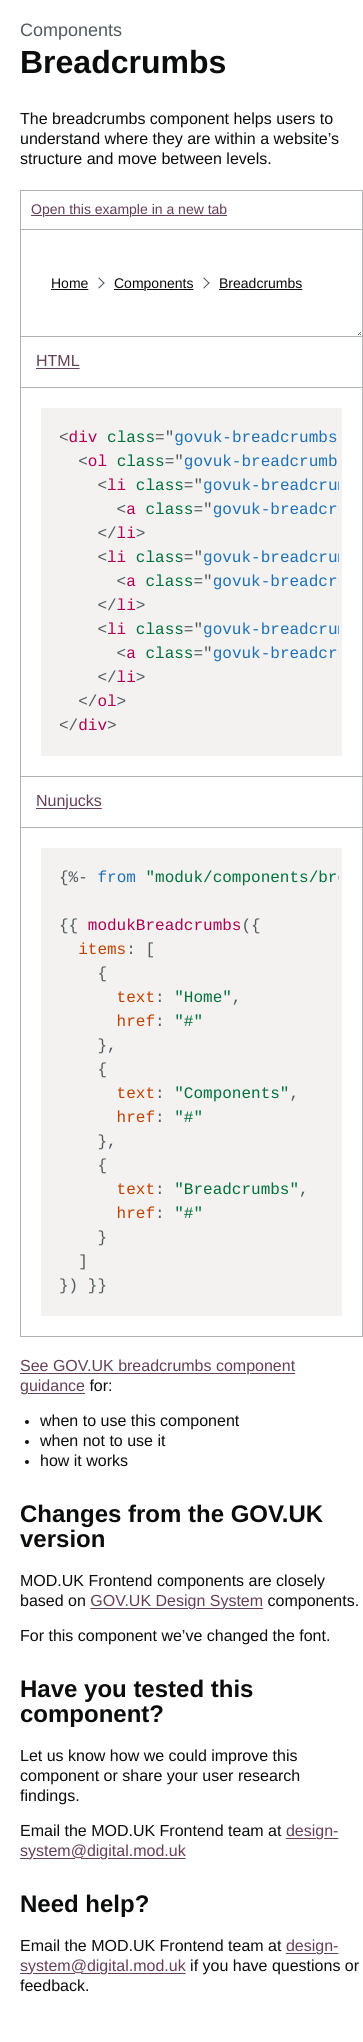 Components
Breadcrumbs
The breadcrumbs component helps users to
understand where they are within a website’s
structure and move between levels.
Open this example in a new tab
Home Components Breadcrumbs
HTML
<div class="govuk-breadcrumbs
  <ol class="govuk-breadcrumb
    <li class="govuk-breadcru
      <a class="govuk-breadcr
    </li>
    <li class="govuk-breadcru
      <a class="govuk-breadcr
    </li>
    <li class="govuk-breadcru
      <a class="govuk-breadcr
    </li>
  </ol>
</div>
Nunjucks
{%- from "moduk/components/bre
{{ modukBreadcrumbs({
  items: [
    {
      text: "Home",
      href: "#"
    },
    {
      text: "Components",
      href: "#"
    },
    {
      text: "Breadcrumbs",
      href: "#"
    }
  ]
}) }}
See GOV.UK breadcrumbs component
guidance for:
• when to use this component
• when not to use it
• how it works
Changes from the GOV.UK
version
MOD.UK Frontend components are closely
based on GOV.UK Design System components.
For this component we’ve changed the font.
Have you tested this
component?
Let us know how we could improve this
component or share your user research
findings.
Email the MOD.UK Frontend team at design-
system@digital.mod.uk
Need help?
Email the MOD.UK Frontend team at design-
system@digital.mod.uk if you have questions or
feedback.